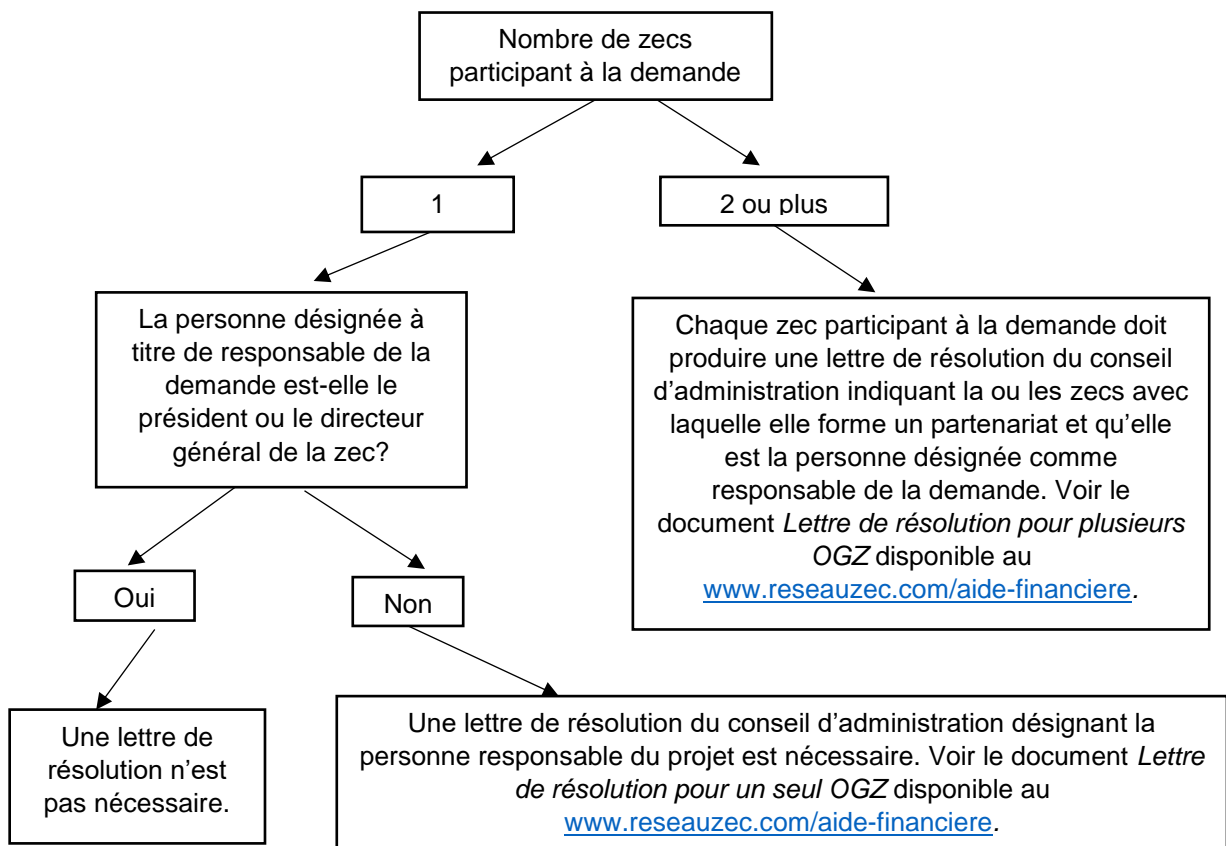 Nombre de zecs
participant à la demande
1
2 ou plus
La personne désignée à
titre de responsable de la
demande est-elle le
président ou le directeur
général de la zec?
Chaque zec participant à la demande doit
produire une lettre de résolution du conseil
d’administration indiquant la ou les zecs avec
laquelle elle forme un partenariat et qu’elle
est la personne désignée comme
responsable de la demande. Voir le
document Lettre de résolution pour plusieurs
OGZ disponible au
www.reseauzec.com/aide-financiere.
Oui
Non
Une lettre de
résolution n’est
pas nécessaire.
Une lettre de résolution du conseil d’administration désignant la
personne responsable du projet est nécessaire. Voir le document Lettre
de résolution pour un seul OGZ disponible au
www.reseauzec.com/aide-financiere.